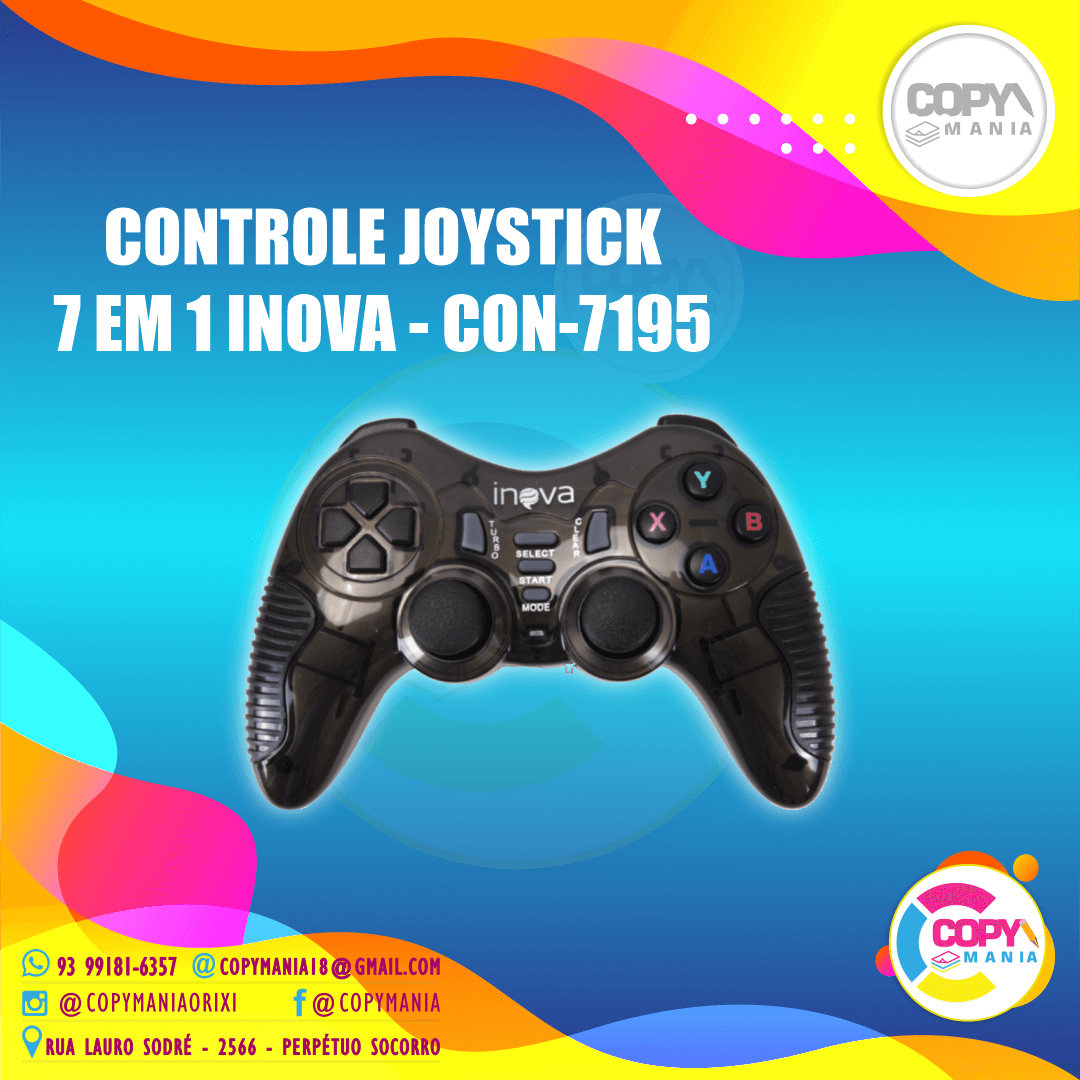 COPY
MANIA
CONTROLE JOYSTICK
7 EM 1 INOVA - CON-7195
inova
TURBO
CLEAR
SELECT
START
MODE
Y
X
B
A
93 99181-6357 @COPYMANIA18@GMAIL.COM
@COPYMANIAORIXI f @COPYMANIA
RUA LAURO SODRÉ - 2566 - PERPÉTUO SOCORRO
COPY
MANIA